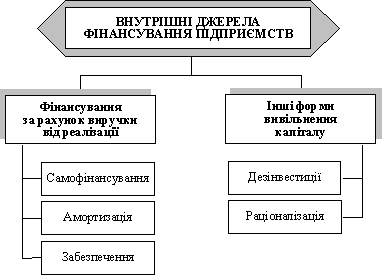 ВНУТРІШНІ ДЖЕРЕЛА
ФІНАНСУВАННЯ ПІДПРИЄМСТВ
Фінансування
за рахунок виручки
від реалізації
Самофінансування
Амортизація
Забезпечення
Інші форми
вивільнення
капіталу
Дезінвестиції
Раціоналізація